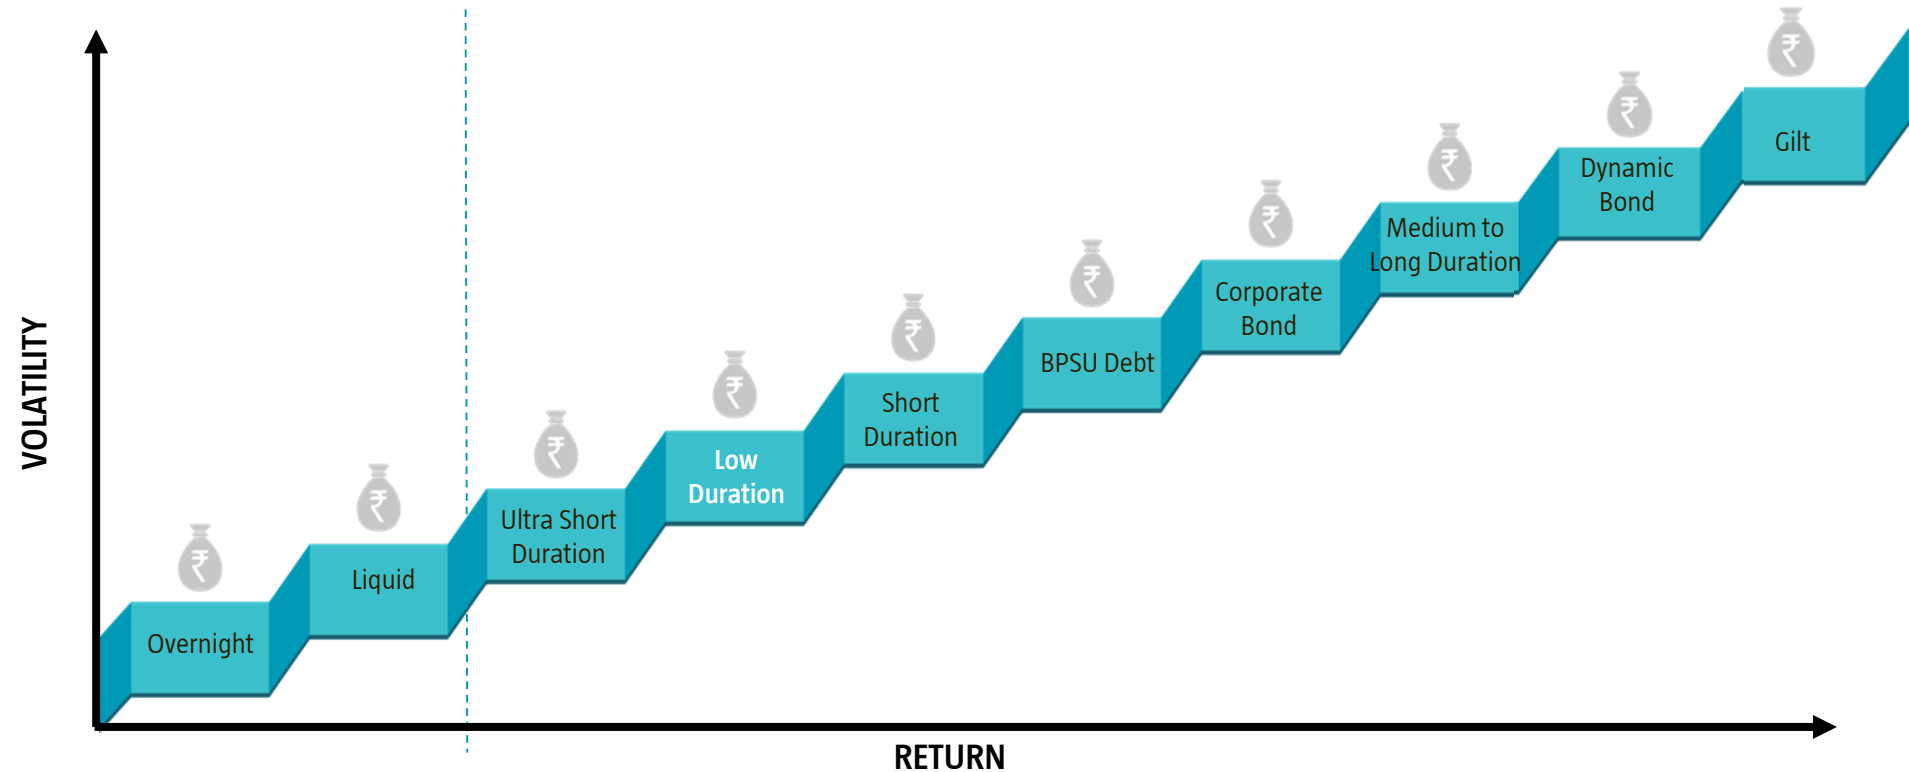 VOLATILITY
Overnight
Liquid
Ultra Short
Duration
Low
Duration
Short
Duration
BPSU Debt
Corporate
Bond
Medium to
Long Duration
Dynamic
Bond
Gilt
₹
₹
₹
₹
₹
₹
₹
₹
₹
₹
RETURN